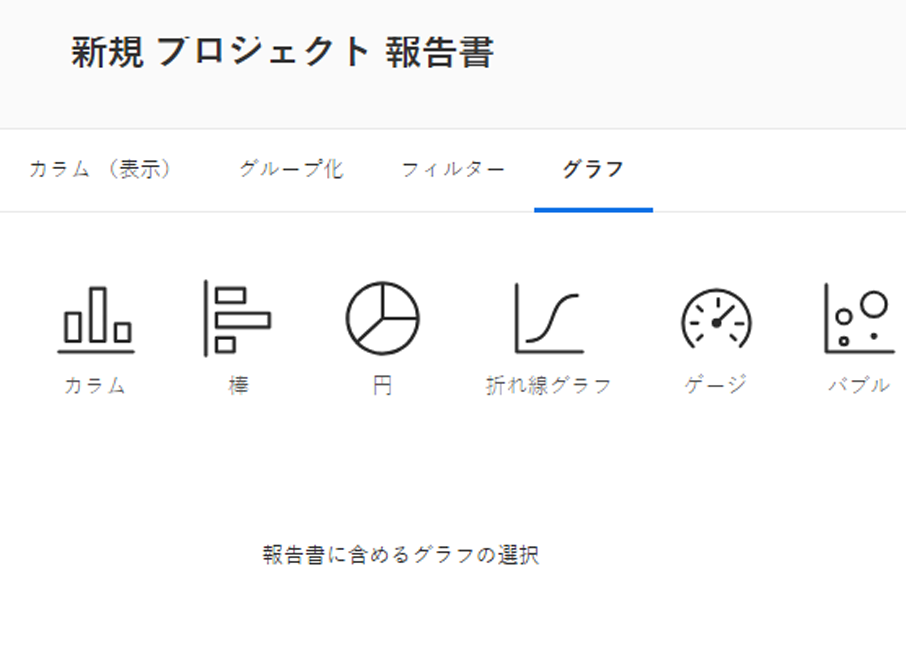 新規 プロジェクト 報告書
カラム （表示） グループ化 フィルター グラフ
カラム 棒 円 折れ線グラフ ゲージ バブル
報告書に含めるグラフの選択